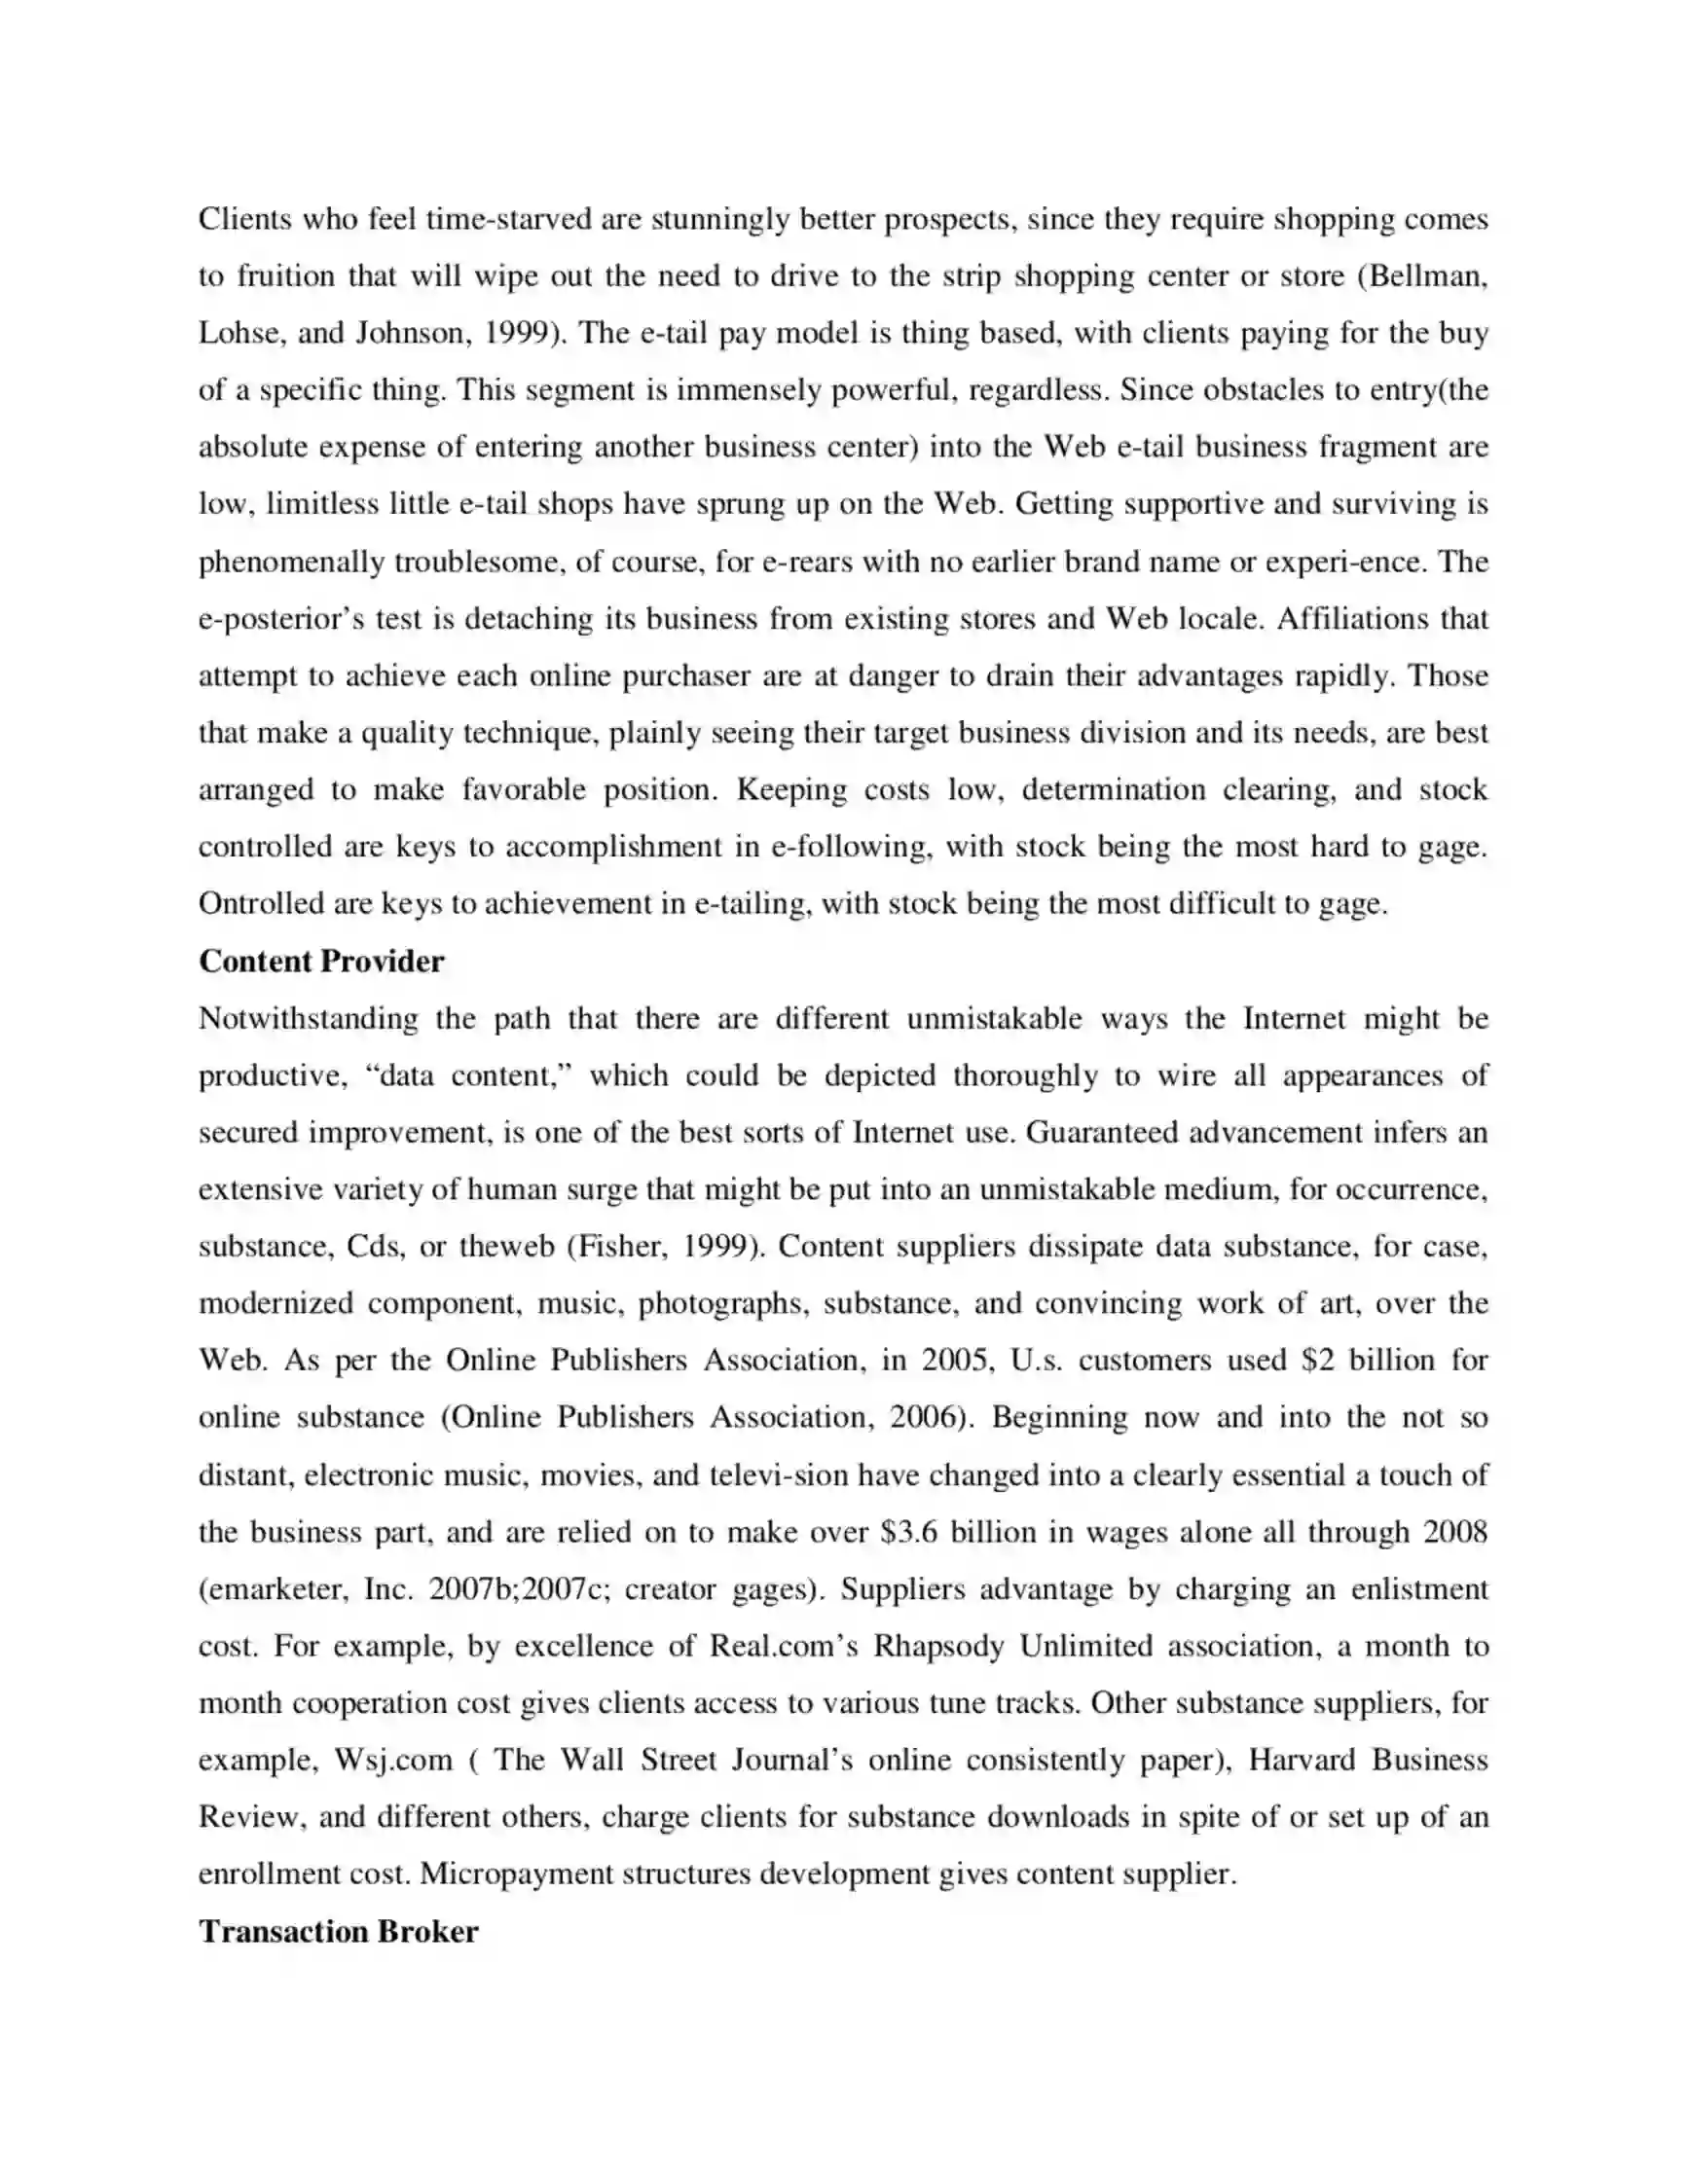 Clients who feel time-starved are stunningly better prospects, since they require shopping comes
to fruition that will wipe out the need to drive to the strip shopping center or store (Bellman,
Lohse, and Johnson, 1999). The e-tail pay model is thing based, with clients paying for the buy
of a specific thing. This segment is immensely powerful, regardless. Since obstacles to entry(the
absolute expense of entering another business center) into the Web e-tail business fragment are
low, limitless little e-tail shops have sprung up on the Web. Getting supportive and surviving is
phenomenally troublesome, of course, for e-rears with no earlier brand name or experi-ence. The
e-posterior’s test is detaching its business from existing stores and Web locale. Affiliations that
attempt to achieve each online purchaser are at danger to drain their advantages rapidly. Those
that make a quality technique, plainly seeing their target business division and its needs, are best
arranged to make favorable position. Keeping costs low, determination clearing, and stock
controlled are keys to accomplishment in e-following, with stock being the most hard to gage.
Ontrolled are keys to achievement in e-tailing, with stock being the most difficult to gage.
Content Provider
Notwithstanding the path that there are different unmistakable ways the Internet might be
productive, “data content,” which could be depicted thoroughly to wire all appearances of
secured improvement, is one of the best sorts of Internet use. Guaranteed advancement infers an
extensive variety of human surge that might be put into an unmistakable medium, for occurrence,
substance, Cds, or theweb (Fisher, 1999). Content suppliers dissipate data substance, for case,
modernized component, music, photographs, substance, and convincing work of art, over the
Web. As per the Online Publishers Association, in 2005, U.s. customers used $2 billion for
online substance (Online Publishers Association, 2006). Beginning now and into the not so
distant, electronic music, movies, and televi-sion have changed into a clearly essential a touch of
the business part, and are relied on to make over $3.6 billion in wages alone all through 2008
(emarketer, Inc. 2007b;2007c; creator gages). Suppliers advantage by charging an enlistment
cost. For example, by excellence of Real.com’s Rhapsody Unlimited association, a month to
month cooperation cost gives clients access to various tune tracks. Other substance suppliers, for
example, Wsj.com ( The Wall Street Journal’s online consistently paper), Harvard Business
Review, and different others, charge clients for substance downloads in spite of or set up of an
enrollment cost. Micropayment structures development gives content supplier.
Transaction Broker